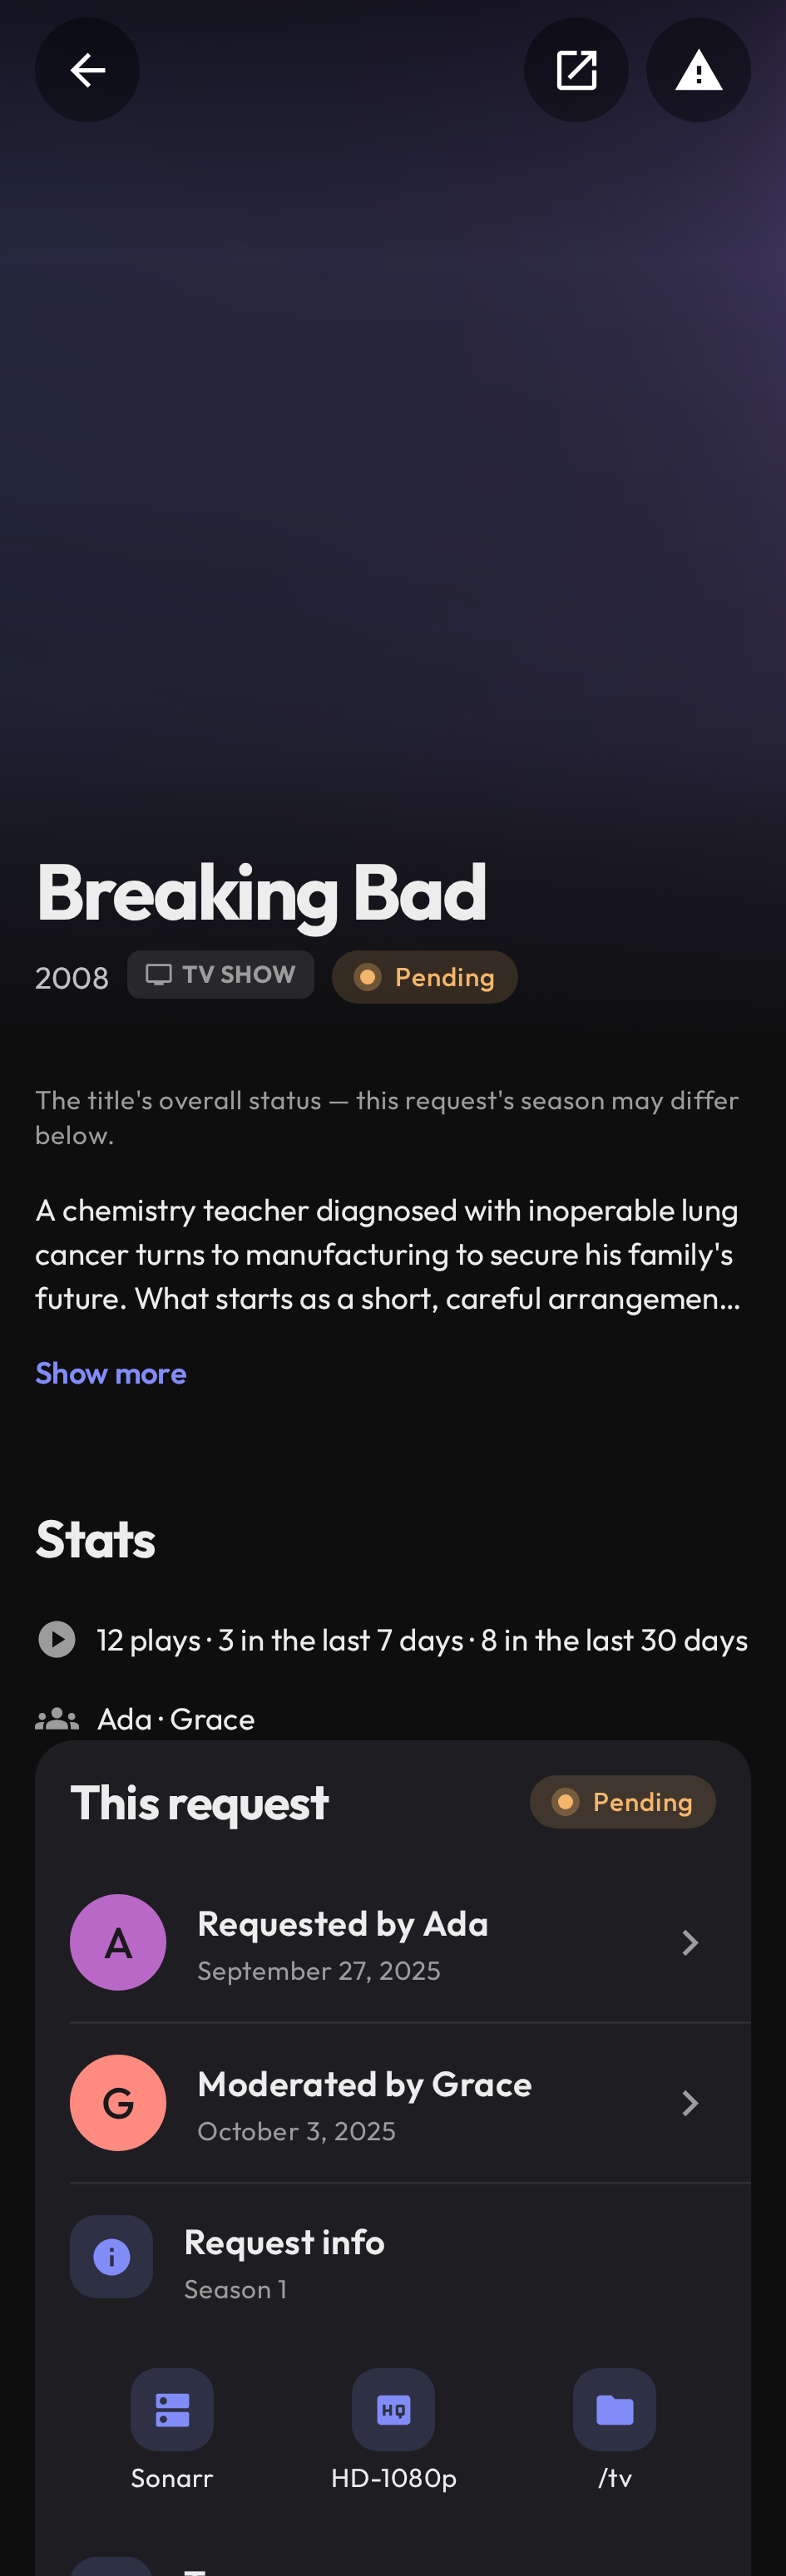 Breaking Bad
2008 TV SHOW Pending
The title's overall status — this request's season may differ
below.
A chemistry teacher diagnosed with inoperable lung
cancer turns to manufacturing to secure his family's
future. What starts as a short, careful arrangemen…
Show more
Stats
12 plays · 3 in the last 7 days · 8 in the last 30 days
Ada · Grace
This request Pending
A Requested by Ada
September 27, 2025
G Moderated by Grace
October 3, 2025
Request info
Season 1
HQ
Sonarr HD-1080p /tv